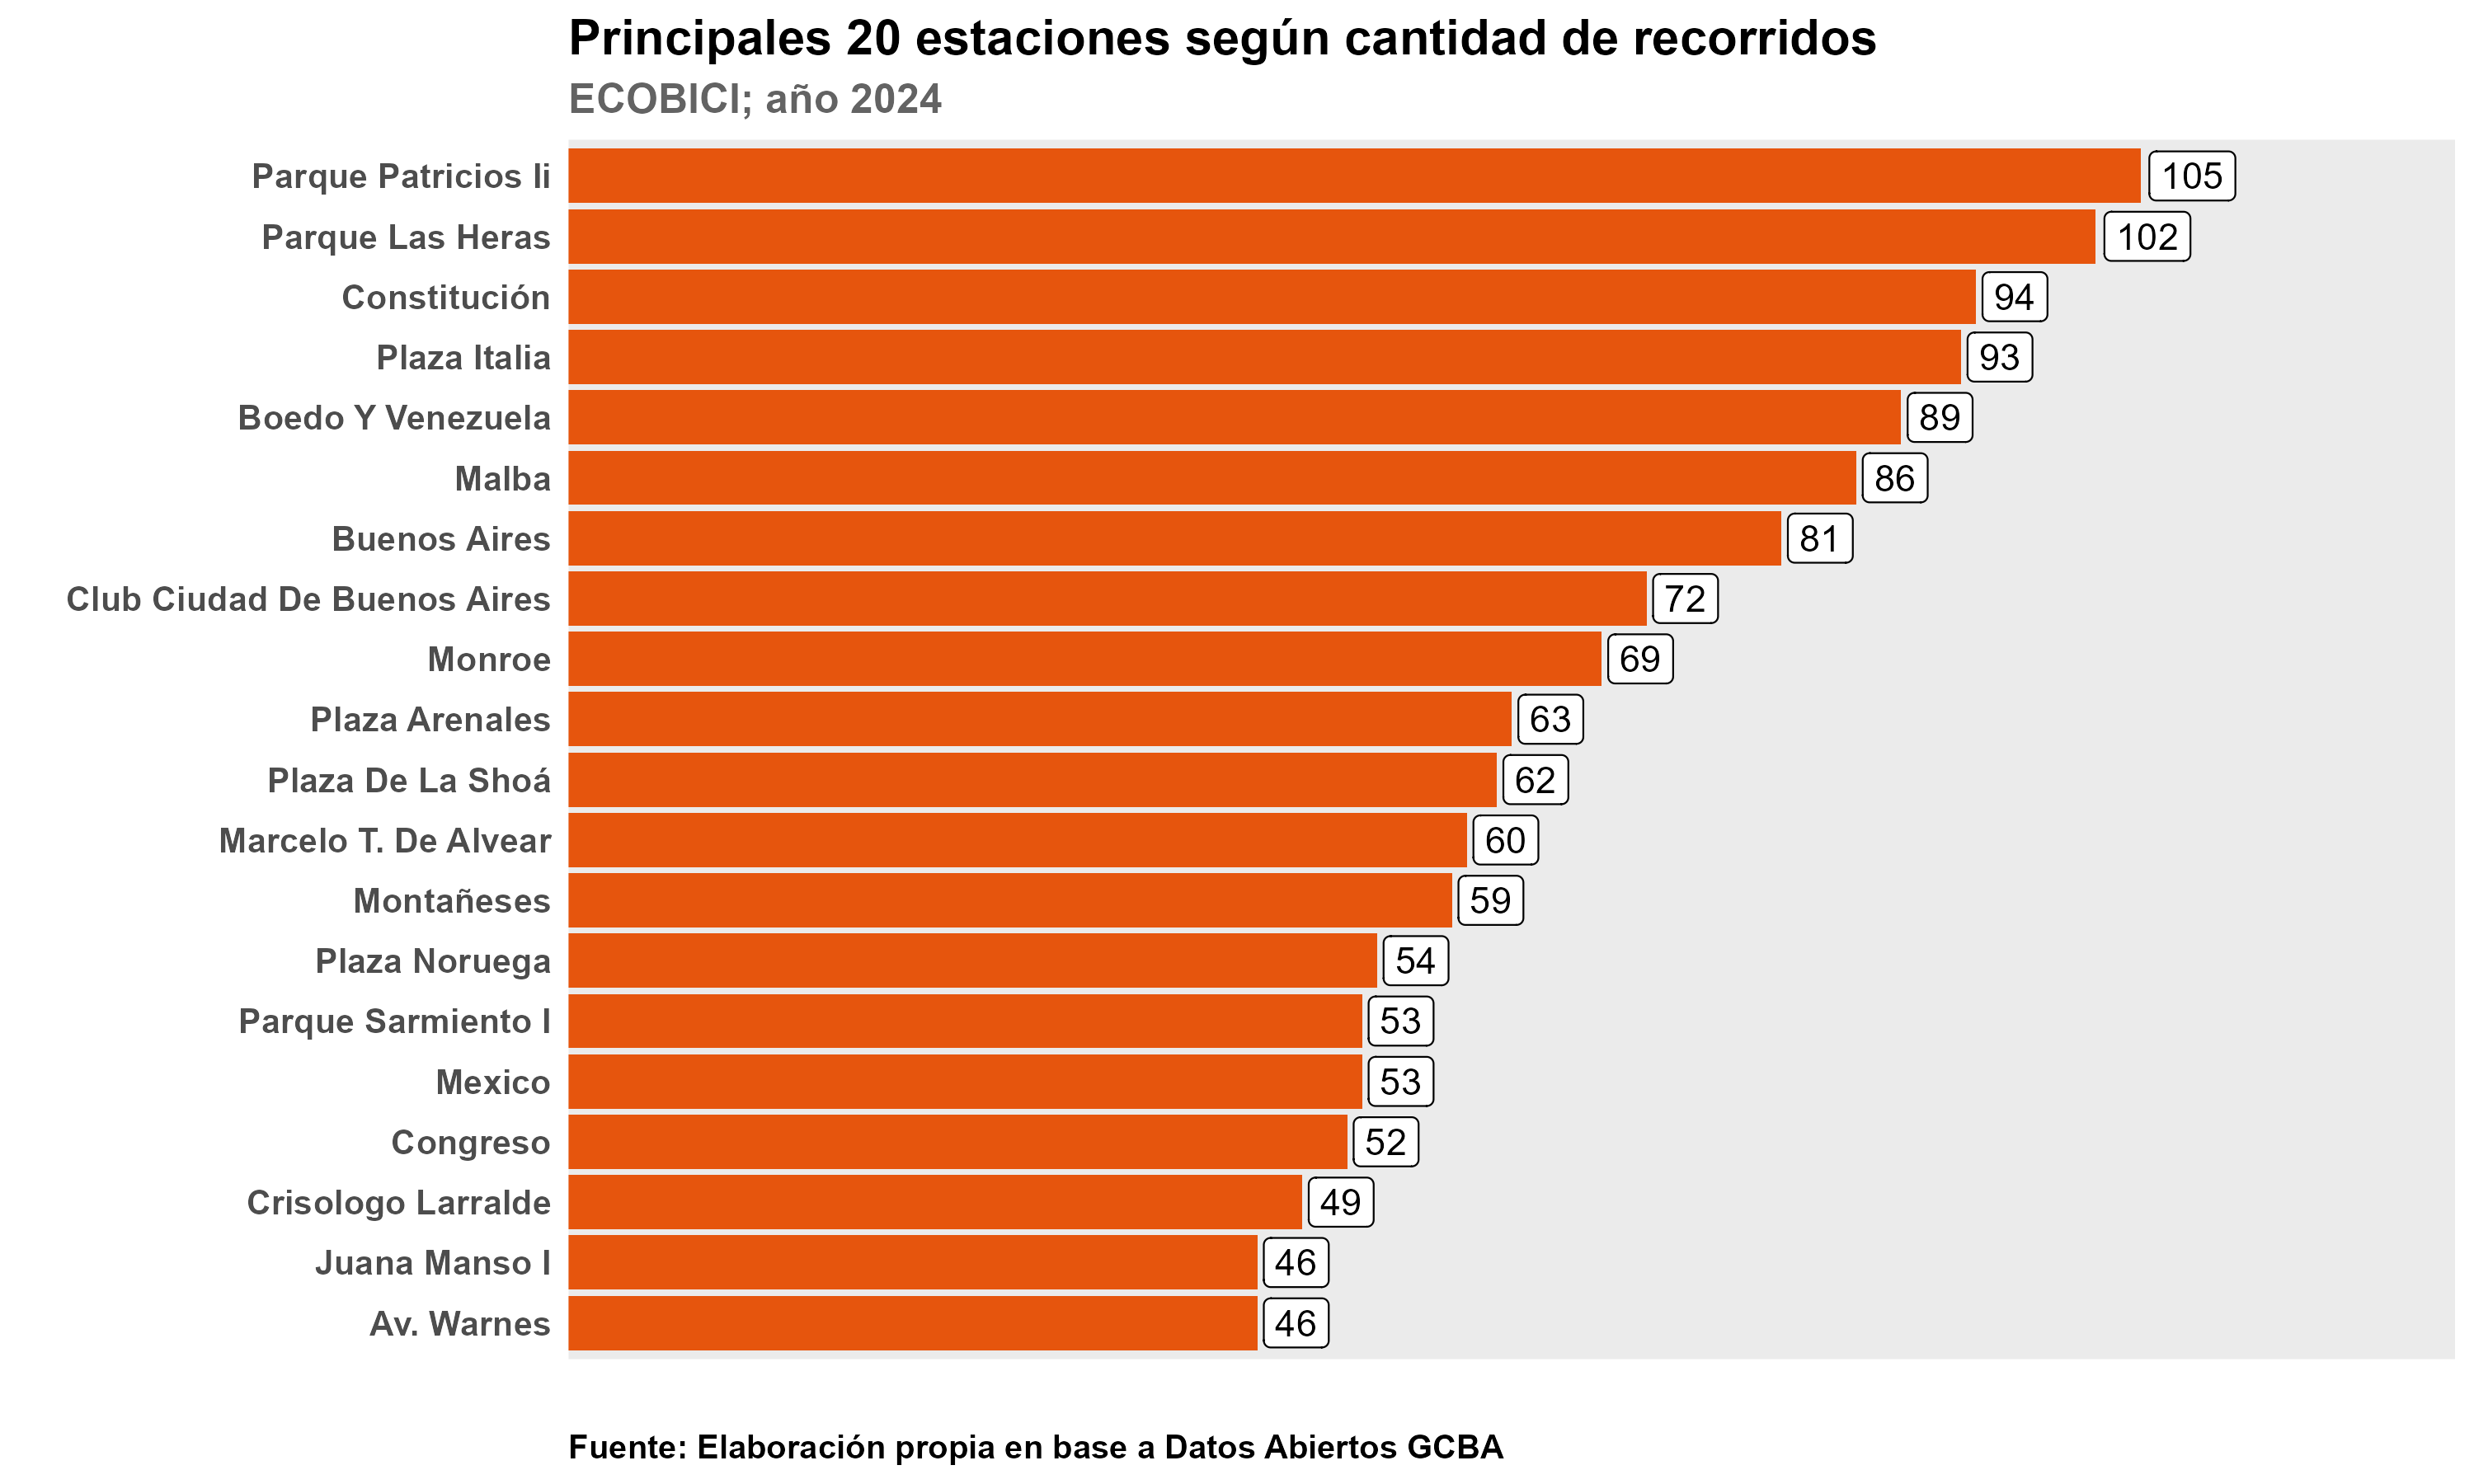 Principales 20 estaciones según cantidad de recorridos
ECOBICI; año 2024
Parque Patricios Ii 105
Parque Las Heras 102
Constitución 94
Plaza Italia 93
Boedo Y Venezuela 89
Malba 86
Buenos Aires 81
Club Ciudad De Buenos Aires 72
Monroe 69
Plaza Arenales 63
Plaza De La Shoá 62
Marcelo T. De Alvear 60
Montañeses 59
Plaza Noruega 54
Parque Sarmiento I 53
Mexico 53
Congreso 52
Crisologo Larralde 49
Juana Manso I 46
Av. Warnes 46
Fuente: Elaboración propia en base a Datos Abiertos GCBA